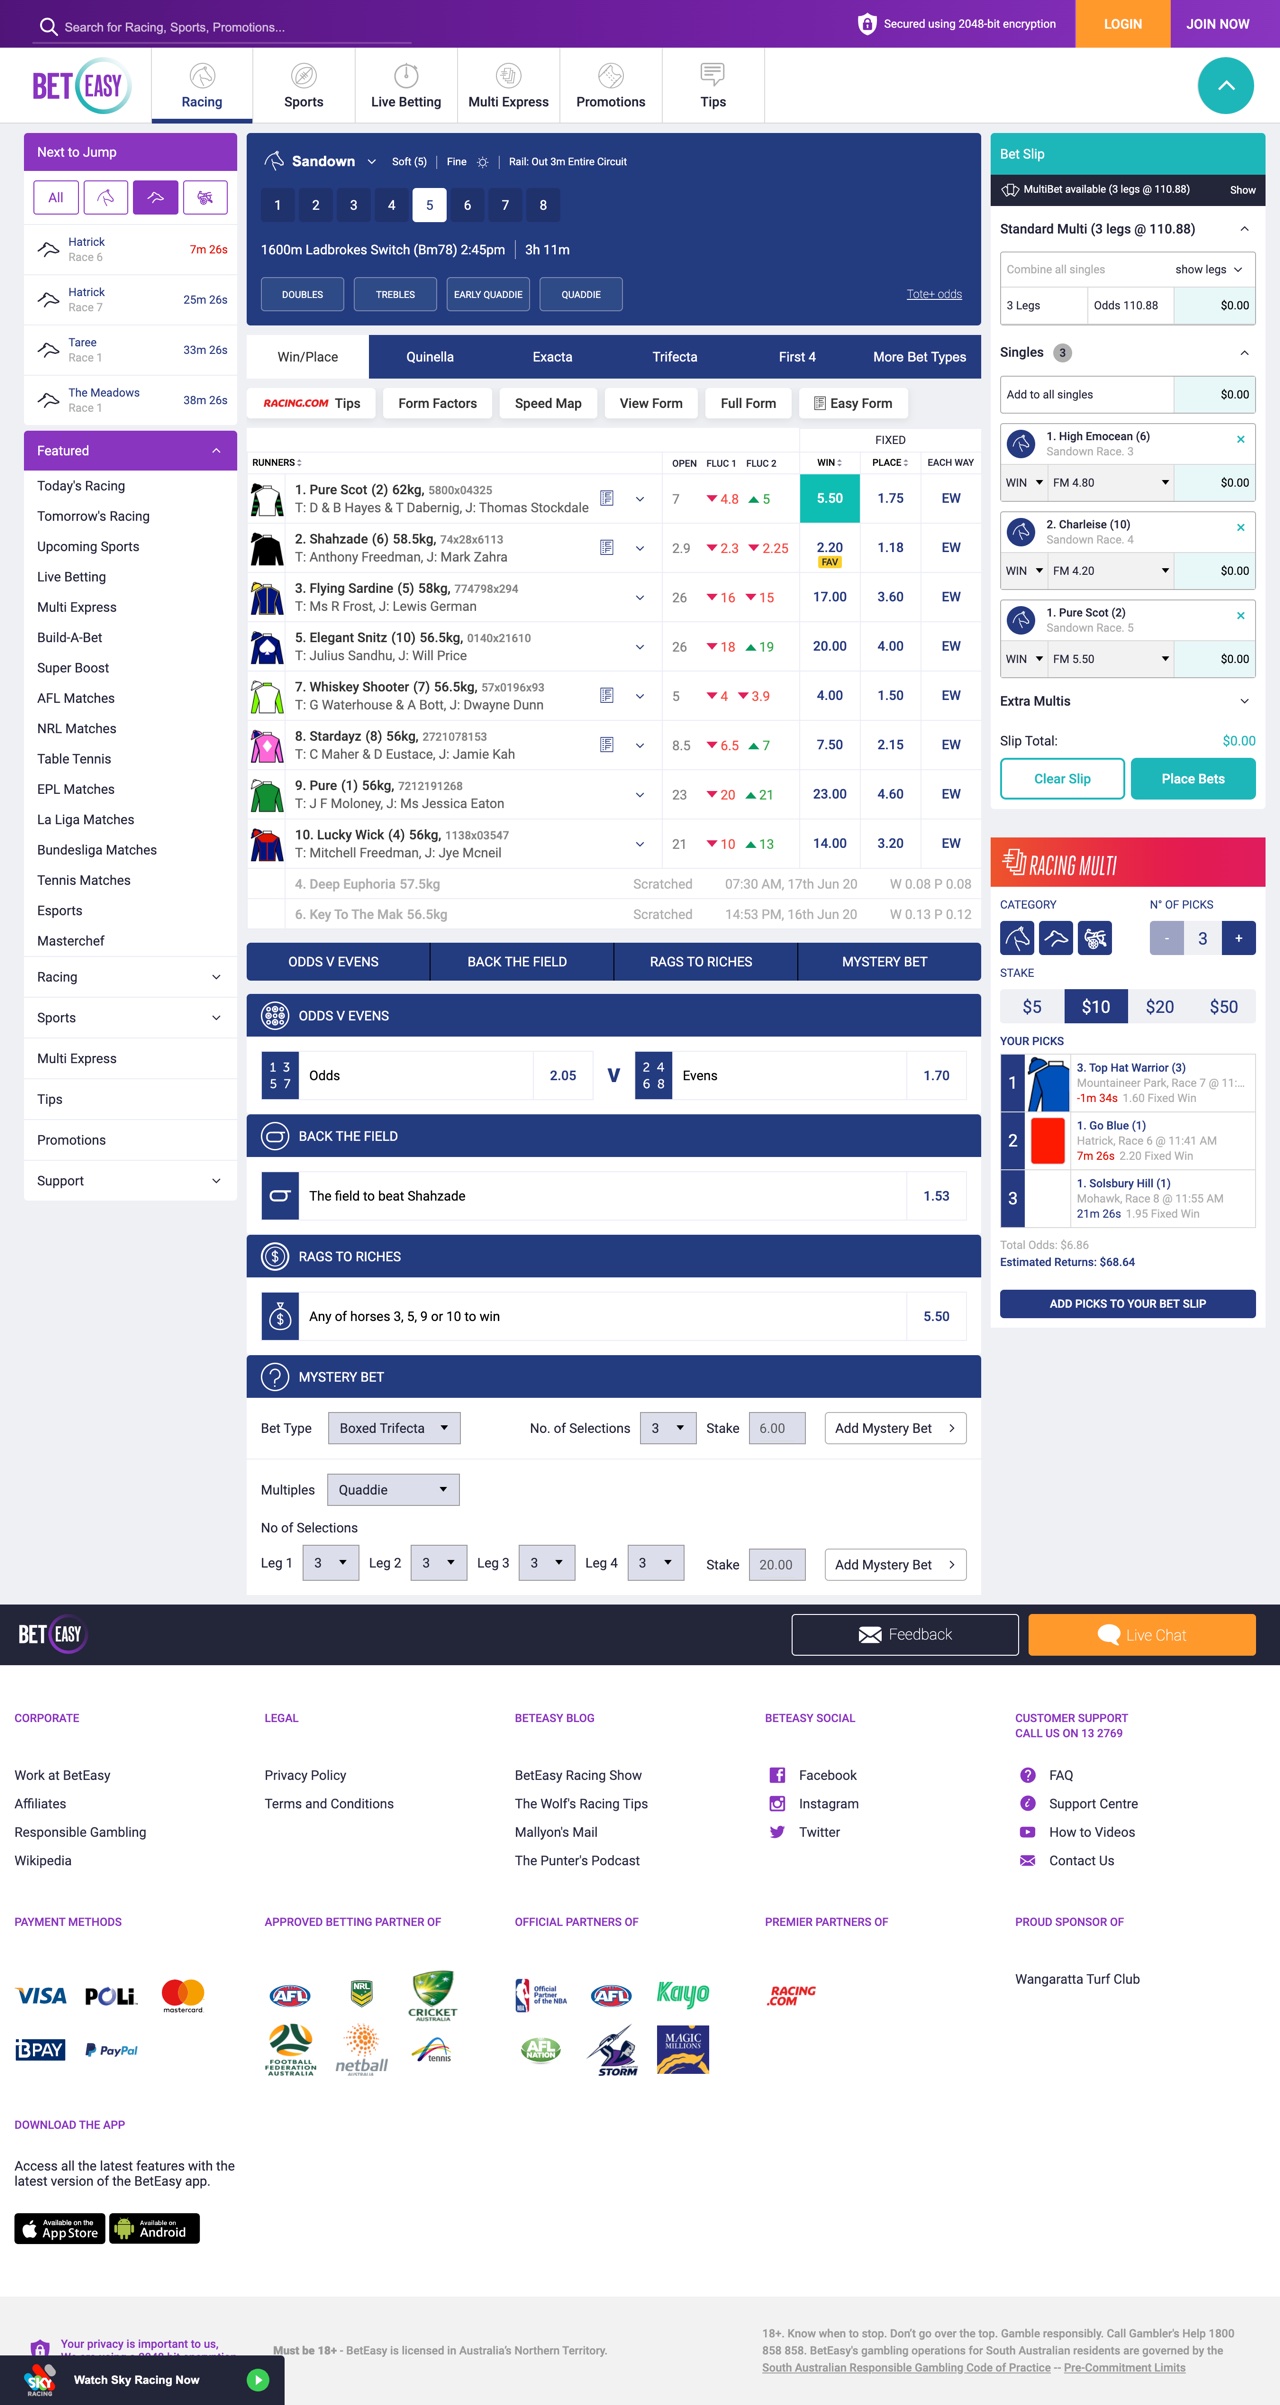 Search for Racing, Sports, Promotions...
Secured using 2048-bit encryption
LOGIN
JOIN NOW
BET EASY
Racing
Sports
Live Betting
Multi Express
Promotions
Tips
Next to Jump
All
Hatrick
Race 6
7m 26s
Hatrick
Race 7
25m 26s
Taree
Race 1
33m 26s
The Meadows
Race 1
38m 26s
Featured
Today's Racing
Tomorrow's Racing
Upcoming Sports
Live Betting
Multi Express
Build-A-Bet
Super Boost
AFL Matches
NRL Matches
Table Tennis
EPL Matches
La Liga Matches
Bundesliga Matches
Tennis Matches
Esports
Masterchef
Racing
Sports
Multi Express
Tips
Promotions
Support
Sandown Soft (5) Fine Rail: Out 3m Entire Circuit
1 2 3 4 5 6 7 8
1600m Ladbrokes Switch (Bm78) 2:45pm 3h 11m
DOUBLES TREBLES EARLY QUADDIE QUADDIE Tote+ odds
Win/Place Quinella Exacta Trifecta First 4 More Bet Types
RACING.COM Tips Form Factors Speed Map View Form Full Form Easy Form
FIXED
RUNNERS OPEN FLUC 1 FLUC 2 WIN PLACE EACH WAY
1. Pure Scot (2) 62kg, 5800x04325
T: D & B Hayes & T Dabernig, J: Thomas Stockdale
7 4.8 5 5.50 1.75 EW
2. Shahzade (6) 58.5kg, 74x28x6113
T: Anthony Freedman, J: Mark Zahra
2.9 2.3 2.25 2.20 1.18 EW
FAV
3. Flying Sardine (5) 58kg, 774798x294
T: Ms R Frost, J: Lewis German
26 16 15 17.00 3.60 EW
5. Elegant Snitz (10) 56.5kg, 0140x21610
T: Julius Sandhu, J: Will Price
26 18 19 20.00 4.00 EW
7. Whiskey Shooter (7) 56.5kg, 57x0196x93
T: G Waterhouse & A Bott, J: Dwayne Dunn
5 4 3.9 4.00 1.50 EW
8. Stardayz (8) 56kg, 2721078153
T: C Maher & D Eustace, J: Jamie Kah
8.5 6.5 7 7.50 2.15 EW
9. Pure (1) 56kg, 7212191268
T: J F Moloney, J: Ms Jessica Eaton
23 20 21 23.00 4.60 EW
10. Lucky Wick (4) 56kg, 1138x03547
T: Mitchell Freedman, J: Jye Mcneil
21 10 13 14.00 3.20 EW
4. Deep Euphoria 57.5kg Scratched 07:30 AM, 17th Jun 20 W 0.08 P 0.08
6. Key To The Mak 56.5kg Scratched 14:53 PM, 16th Jun 20 W 0.13 P 0.12
ODDS V EVENS BACK THE FIELD RAGS TO RICHES MYSTERY BET
ODDS V EVENS
1 3 5 7 Odds 2.05 V 2 4 6 8 Evens 1.70
BACK THE FIELD
The field to beat Shahzade 1.53
RAGS TO RICHES
Any of horses 3, 5, 9 or 10 to win 5.50
MYSTERY BET
Bet Type Boxed Trifecta No. of Selections 3 Stake 6.00 Add Mystery Bet
Multiples Quaddie
No of Selections
Leg 1 3 Leg 2 3 Leg 3 3 Leg 4 3 Stake 20.00 Add Mystery Bet
Bet Slip
MultiBet available (3 legs @ 110.88) Show
Standard Multi (3 legs @ 110.88)
Combine all singles show legs
3 Legs Odds 110.88 $0.00
Singles 3
Add to all singles $0.00
1. High Emocean (6)
Sandown Race. 3
WIN FM 4.80 $0.00
2. Charleise (10)
Sandown Race. 4
WIN FM 4.20 $0.00
1. Pure Scot (2)
Sandown Race. 5
WIN FM 5.50 $0.00
Extra Multis
Slip Total: $0.00
Clear Slip Place Bets
RACING MULTI
CATEGORY N° OF PICKS
- 3 +
STAKE
$5 $10 $20 $50
YOUR PICKS
1 3. Top Hat Warrior (3)
Mountaineer Park, Race 7 @ 11:...
-1m 34s 1.60 Fixed Win
2 1. Go Blue (1)
Hatrick, Race 6 @ 11:41 AM
7m 26s 2.20 Fixed Win
3 1. Solsbury Hill (1)
Mohawk, Race 8 @ 11:55 AM
21m 26s 1.95 Fixed Win
Total Odds: $6.86
Estimated Returns: $68.64
ADD PICKS TO YOUR BET SLIP
BET EASY
Feedback
Live Chat
CORPORATE
Work at BetEasy
Affiliates
Responsible Gambling
Wikipedia
LEGAL
Privacy Policy
Terms and Conditions
BETEASY BLOG
BetEasy Racing Show
The Wolf's Racing Tips
Mallyon's Mail
The Punter's Podcast
BETEASY SOCIAL
Facebook
Instagram
Twitter
CUSTOMER SUPPORT
CALL US ON 13 2769
FAQ
Support Centre
How to Videos
Contact Us
PAYMENT METHODS
VISA POLi mastercard
BPAY PayPal
APPROVED BETTING PARTNER OF
AFL NRL CRICKET AUSTRALIA
FOOTBALL FEDERATION AUSTRALIA netball AUSTRALIA tennis
OFFICIAL PARTNERS OF
Official Partner of the NBA AFL Kayo
AFL NATION STORM MAGIC MILLIONS
PREMIER PARTNERS OF
RACING.COM
PROUD SPONSOR OF
Wangaratta Turf Club
DOWNLOAD THE APP
Access all the latest features with the
latest version of the BetEasy app.
Available on the App Store
Available on Android
Your privacy is important to us,
Must be 18+ - BetEasy is licensed in Australia's Northern Territory.
18+. Know when to stop. Don't go over the top. Gamble responsibly. Call Gambler's Help 1800
858 858. BetEasy's gambling operations for South Australian residents are governed by the
South Australian Responsible Gambling Code of Practice -- Pre-Commitment Limits
SKY RACING
Watch Sky Racing Now